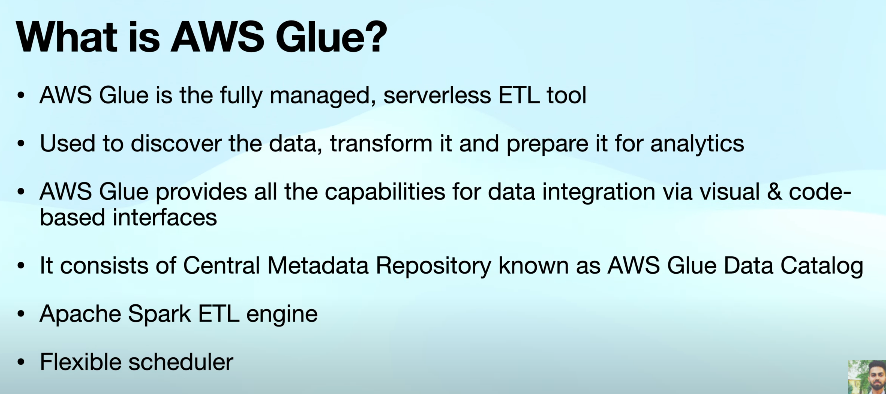 What is AWS Glue?
• AWS Glue is the fully managed, serverless ETL tool
• Used to discover the data, transform it and prepare it for analytics
• AWS Glue provides all the capabilities for data integration via visual & code-
based interfaces
• It consists of Central Metadata Repository known as AWS Glue Data Catalog
• Apache Spark ETL engine
• Flexible scheduler